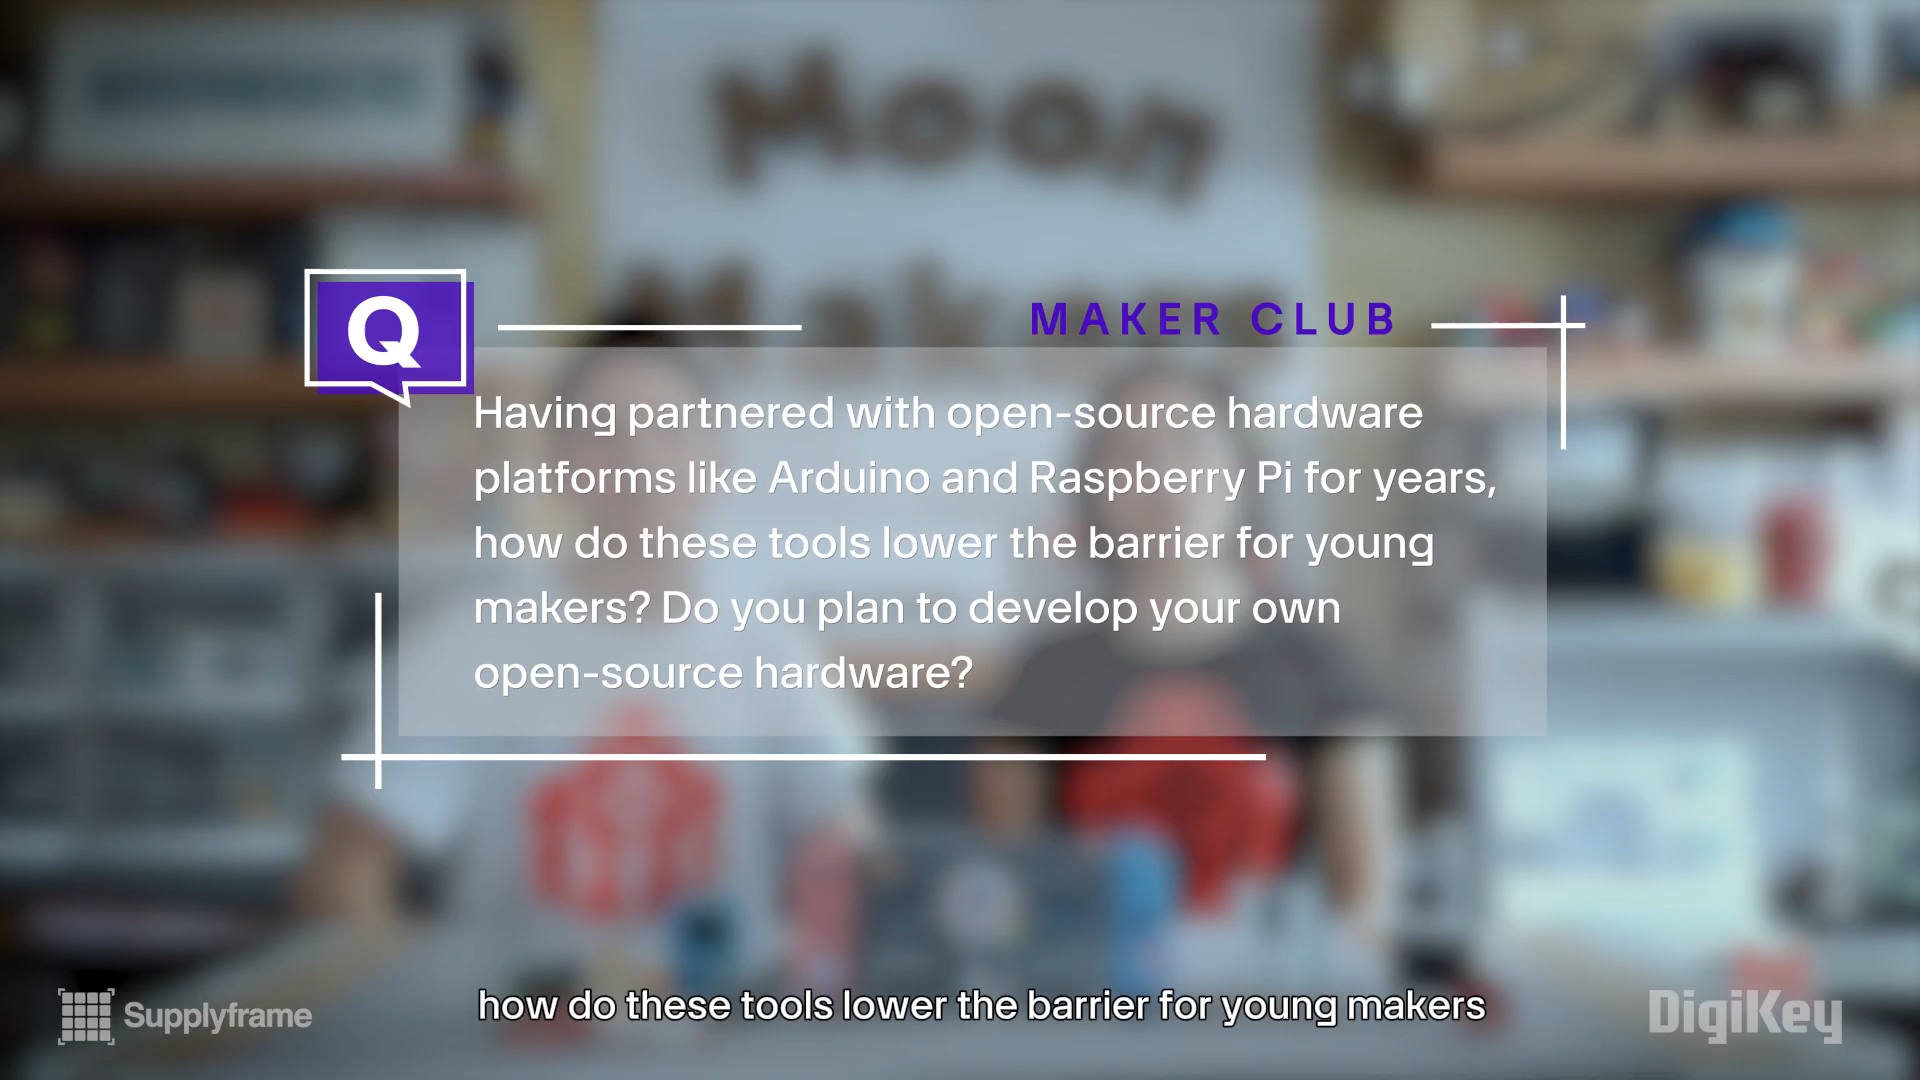 Moon
Maker
Q
MAKER CLUB
Having partnered with open-source hardware
platforms like Arduino and Raspberry Pi for years,
how do these tools lower the barrier for young
makers? Do you plan to develop your own
open-source hardware?
how do these tools lower the barrier for young makers
Supplyframe
DigiKey